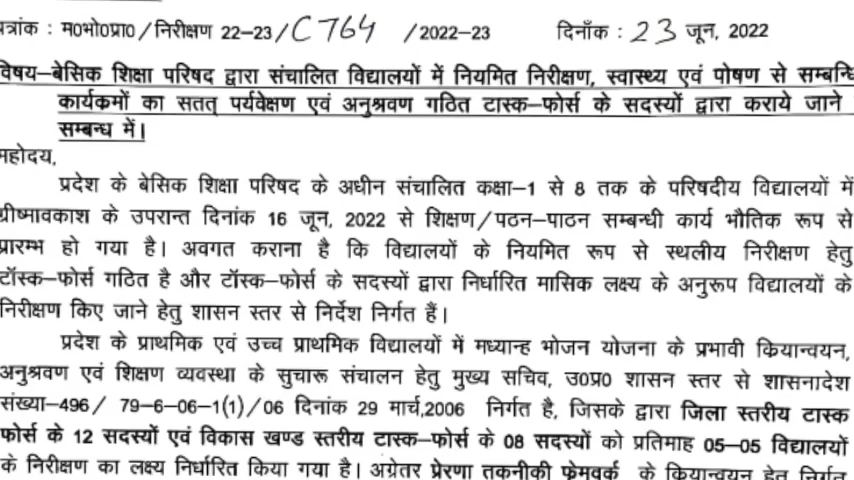 पत्रांक : म0भो0प्रा0/निरीक्षण 22-23/C764 /2022-23 दिनाँक : 23 जून, 2022
विषय—बेसिक शिक्षा परिषद द्वारा संचालित विद्यालयों में नियमित निरीक्षण, स्वास्थ्य एवं पोषण से सम्बन्धि
कार्यक्रमों का सतत् पर्यवेक्षण एवं अनुश्रवण गठित टास्क—फोर्स के सदस्यों द्वारा कराये जाने
सम्बन्ध में।
महोदय,
प्रदेश के बेसिक शिक्षा परिषद के अधीन संचालित कक्षा—1 से 8 तक के परिषदीय विद्यालयों में
ग्रीष्मावकाश के उपरान्त दिनांक 16 जून, 2022 से शिक्षण/पठन—पाठन सम्बन्धी कार्य भौतिक रूप से
प्रारम्भ हो गया है। अवगत कराना है कि विद्यालयों के नियमित रूप से स्थलीय निरीक्षण हेतु
टॉस्क—फोर्स गठित है और टॉस्क—फोर्स के सदस्यों द्वारा निर्धारित मासिक लक्ष्य के अनुरूप विद्यालयों के
निरीक्षण किए जाने हेतु शासन स्तर से निर्देश निर्गत हैं।
प्रदेश के प्राथमिक एवं उच्च प्राथमिक विद्यालयों में मध्यान्ह भोजन योजना के प्रभावी क्रियान्वयन,
अनुश्रवण एवं शिक्षण व्यवस्था के सुचारू संचालन हेतु मुख्य सचिव, उ0प्र0 शासन स्तर से शासनादेश
संख्या—496/ 79-6-06-1(1)/06 दिनांक 29 मार्च,2006 निर्गत है, जिसके द्वारा जिला स्तरीय टास्क
फोर्स के 12 सदस्यों एवं विकास खण्ड स्तरीय टास्क—फोर्स के 08 सदस्यों को प्रतिमाह 05—05 विद्यालयों
के निरीक्षण का लक्ष्य निर्धारित किया गया है। अग्रेतर प्रेरणा तकनीकी फ्रेमवर्क के क्रियान्वयन हेतु निर्गत